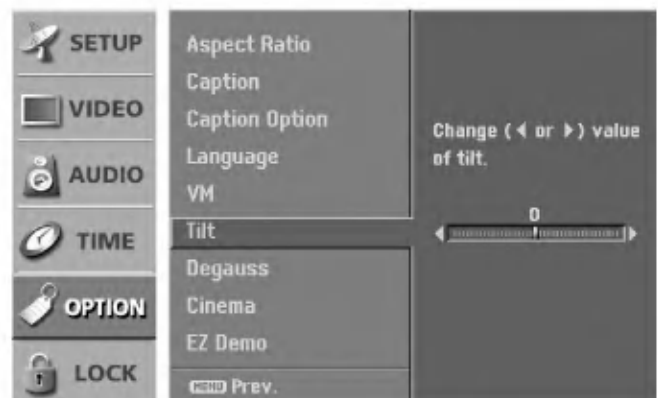 SETUP
VIDEO
AUDIO
TIME
OPTION
LOCK
Aspect Ratio
Caption
Caption Option
Language
VM
Tilt
Degauss
Cinema
EZ Demo
MENU Prev.
Change (◀ or ▶) value
of tilt.
0